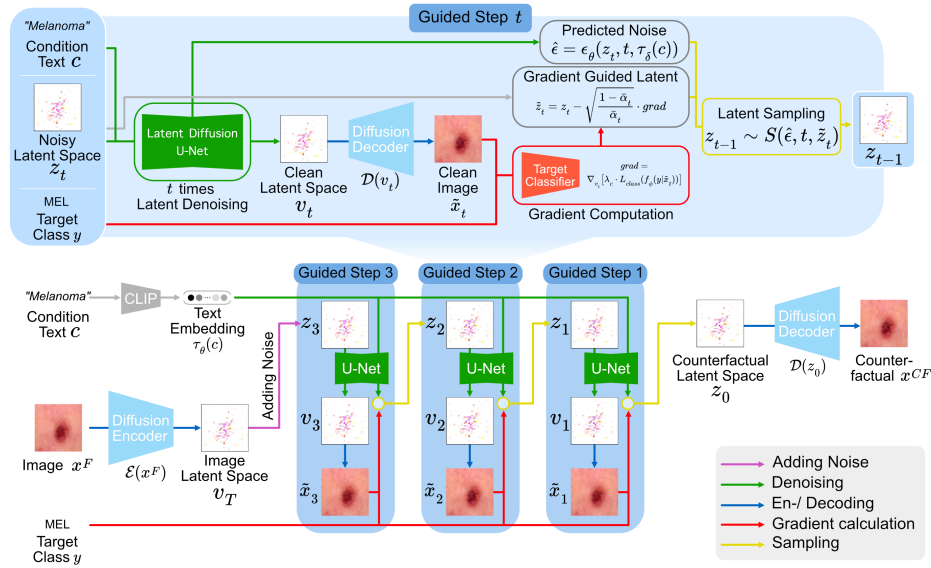 Guided Step t
"Melanoma"
Condition
Text c
Noisy
Latent Space
z_t
MEL
Target
Class y
Latent Diffusion
U-Net
t times
Latent Denoising
Clean
Latent Space
v_t
Diffusion
Decoder
D(v_t)
Clean
Image
x̃_t
Predicted Noise
ε̂ = ϵ_θ(z_t, t, τ_δ(c))
Gradient Guided Latent
z̃_t = z_t − √((1 − ᾱ_t)/ᾱ_t) · grad
Target
Classifier
grad =
∇_{v_t}[λ_c · L_class(f_φ(y|x̃_t))]
Gradient Computation
Latent Sampling
z_{t−1} ∼ S(ε̂, t, z̃_t)
z_{t−1}
Guided Step 3
Guided Step 2
Guided Step 1
"Melanoma"
Condition
Text c
CLIP
Text
Embedding
τ_θ(c)
Adding Noise
z_3
U-Net
v_3
x̃_3
z_2
U-Net
v_2
x̃_2
z_1
U-Net
v_1
x̃_1
Counterfactual
Latent Space
z_0
Diffusion
Decoder
D(z_0)
Counter-
factual x^CF
Image x^F
Diffusion
Encoder
ℰ(x^F)
Image
Latent Space
v_T
MEL
Target
Class y
Adding Noise
Denoising
En-/ Decoding
Gradient calculation
Sampling